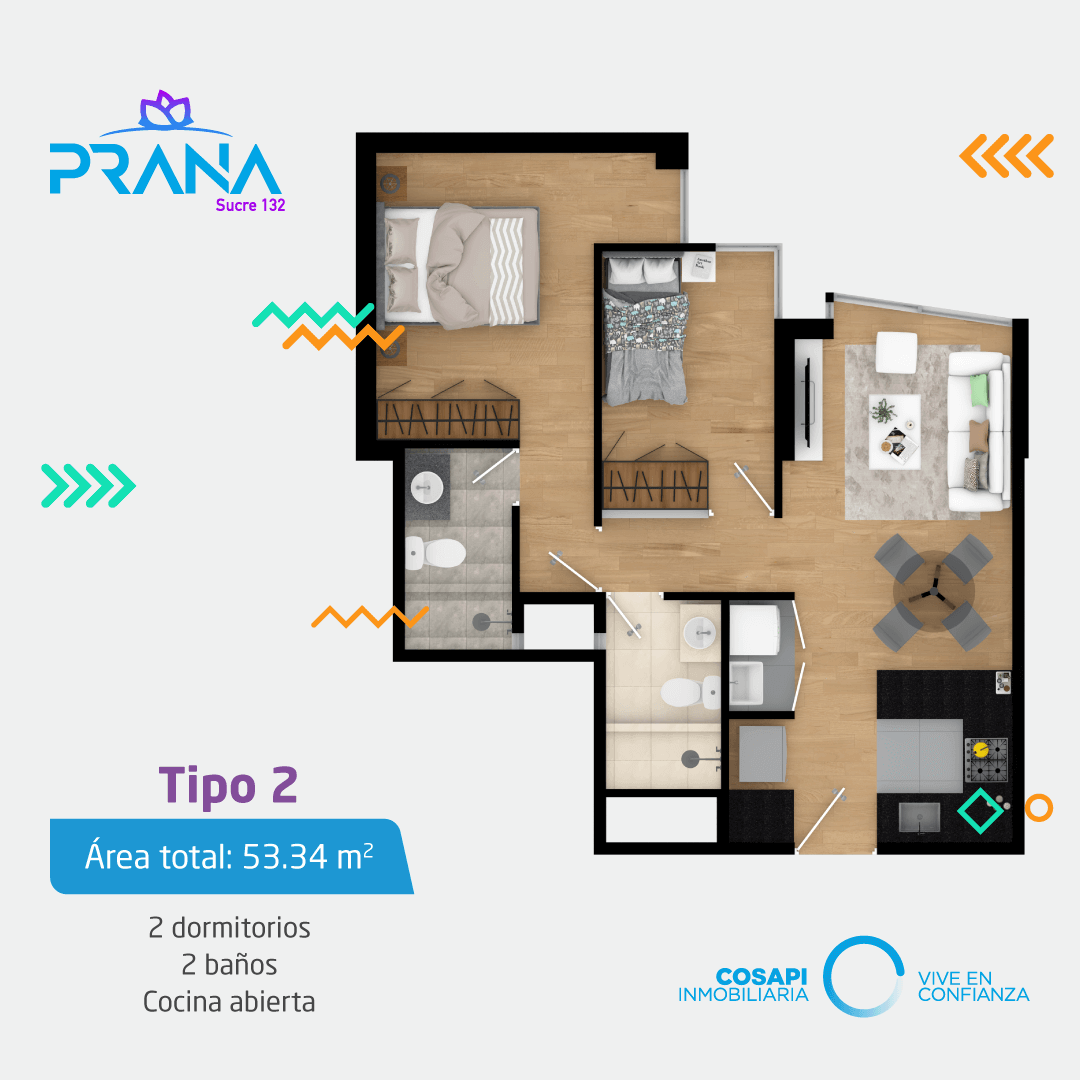 PRANA
Sucre 132
Tipo 2
Área total: 53.34 m²
2 dormitorios
2 baños
Cocina abierta
COSAPI
INMOBILIARIA
VIVE EN
CONFIANZA